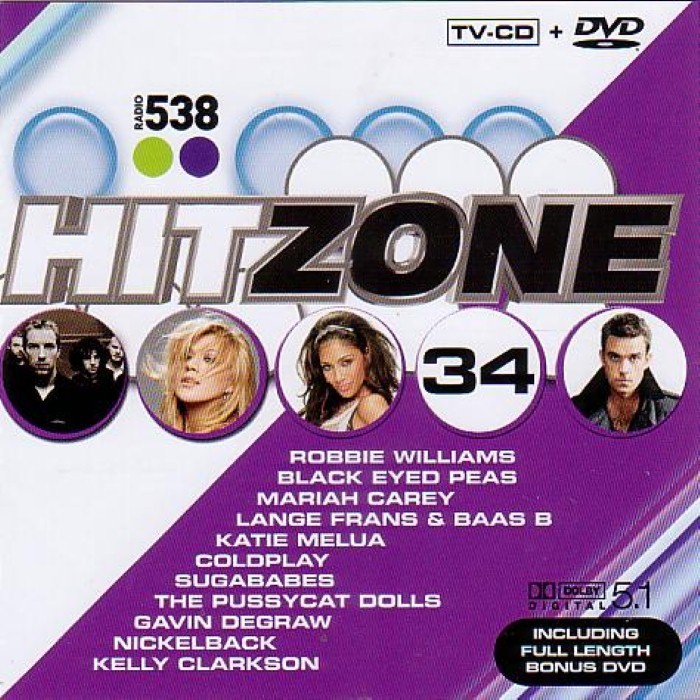 TV-CD + DVD
RADIO 538
HITZONE
34
ROBBIE WILLIAMS
BLACK EYED PEAS
MARIAH CAREY
LANGE FRANS & BAAS B
KATIE MELUA
COLDPLAY
SUGABABES
THE PUSSYCAT DOLLS
GAVIN DEGRAW
NICKELBACK
KELLY CLARKSON
DOLBY
DIGITAL 5.1
INCLUDING
FULL LENGTH
BONUS DVD